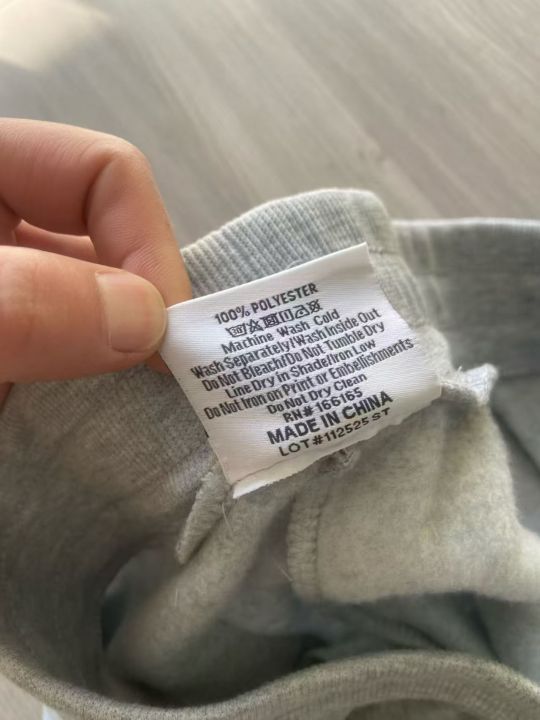 100% POLYESTER
Machine Wash Cold
Wash Separately/Wash Inside Out
Do Not Bleach/Do Not Tumble Dry
Line Dry in Shade/Iron Low
Do Not Iron on Print or Embellishments
Do Not Dry Clean
RN# 166165
MADE IN CHINA
LOT#112525 ST